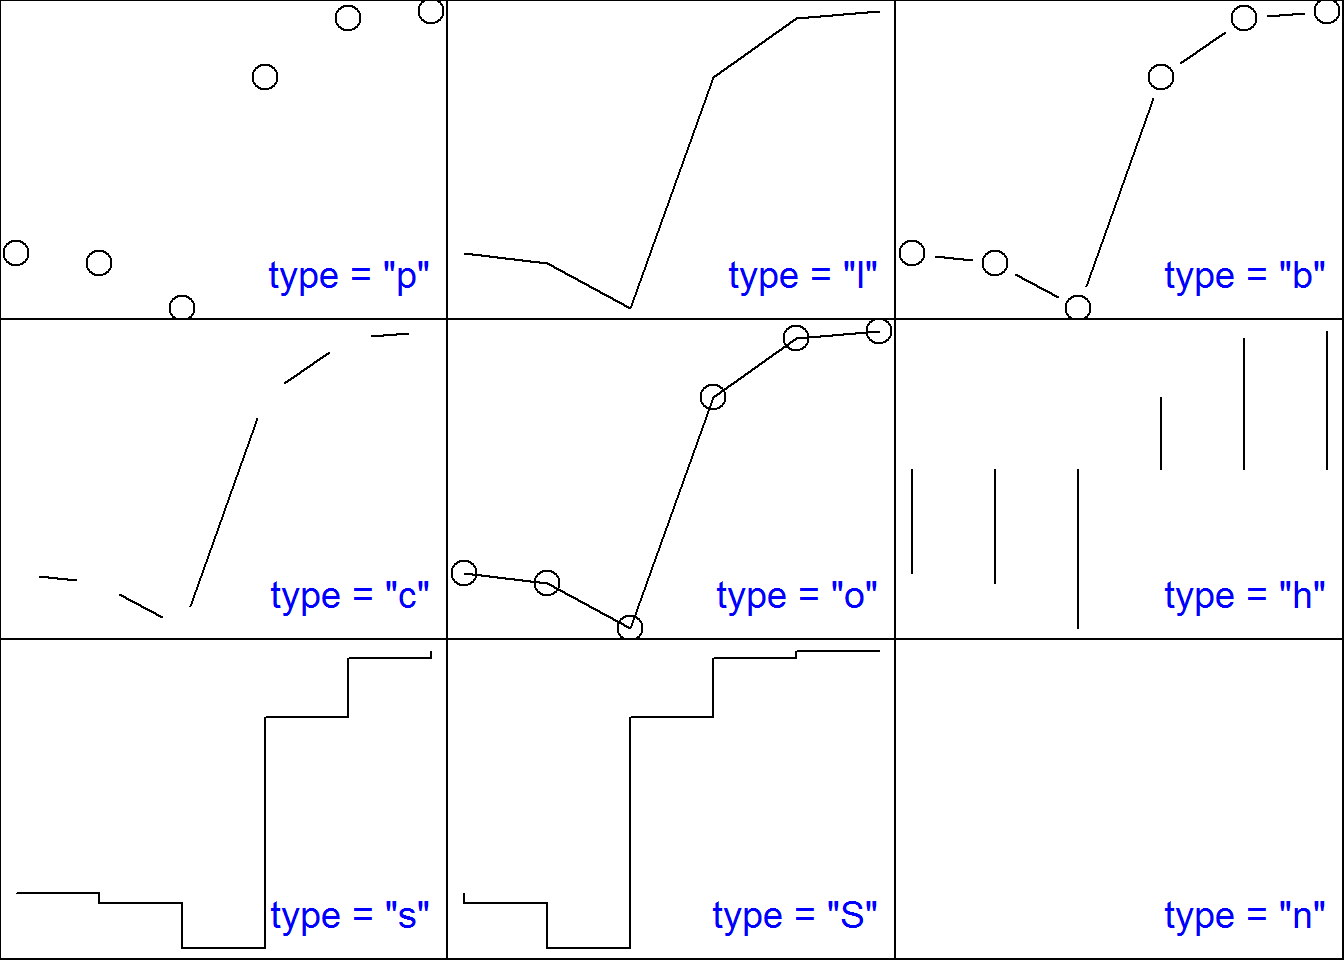 type = "p"
type = "l"
type = "b"
type = "c"
type = "o"
type = "h"
type = "s"
type = "S"
type = "n"